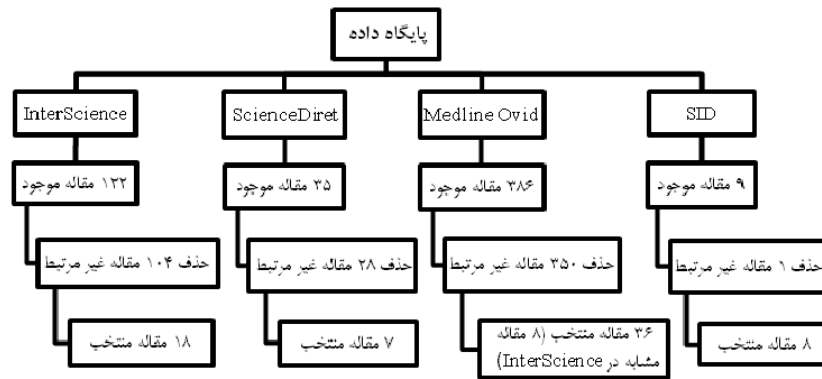 پایگاه داده
SID
Medline Ovid
ScienceDiret
InterScience
۹ مقاله موجود
۳۸۶ مقاله موجود
۳۵ مقاله موجود
۱۲۲ مقاله موجود
حذف ۱ مقاله غیر مرتبط
حذف ۳۵۰ مقاله غیر مرتبط
حذف ۲۸ مقاله غیر مرتبط
حذف ۱۰۴ مقاله غیر مرتبط
۸ مقاله منتخب
۳۶ مقاله منتخب (۸ مقاله
مشابه در InterScience)
۷ مقاله منتخب
۱۸ مقاله منتخب